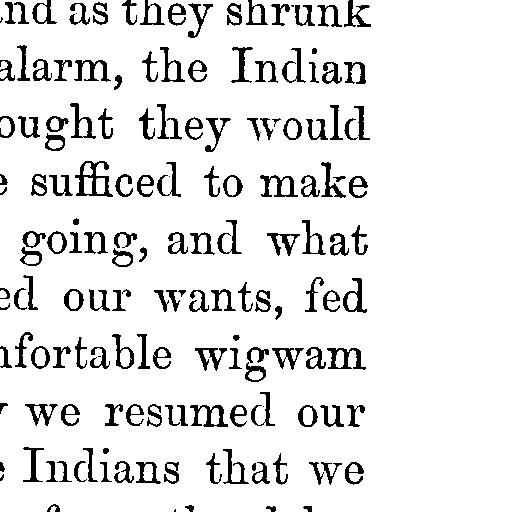 and as they shrunk
alarm, the Indian
ought they would
sufficed to make
going, and what
ed our wants, fed
nfortable wigwam
we resumed our
Indians that we